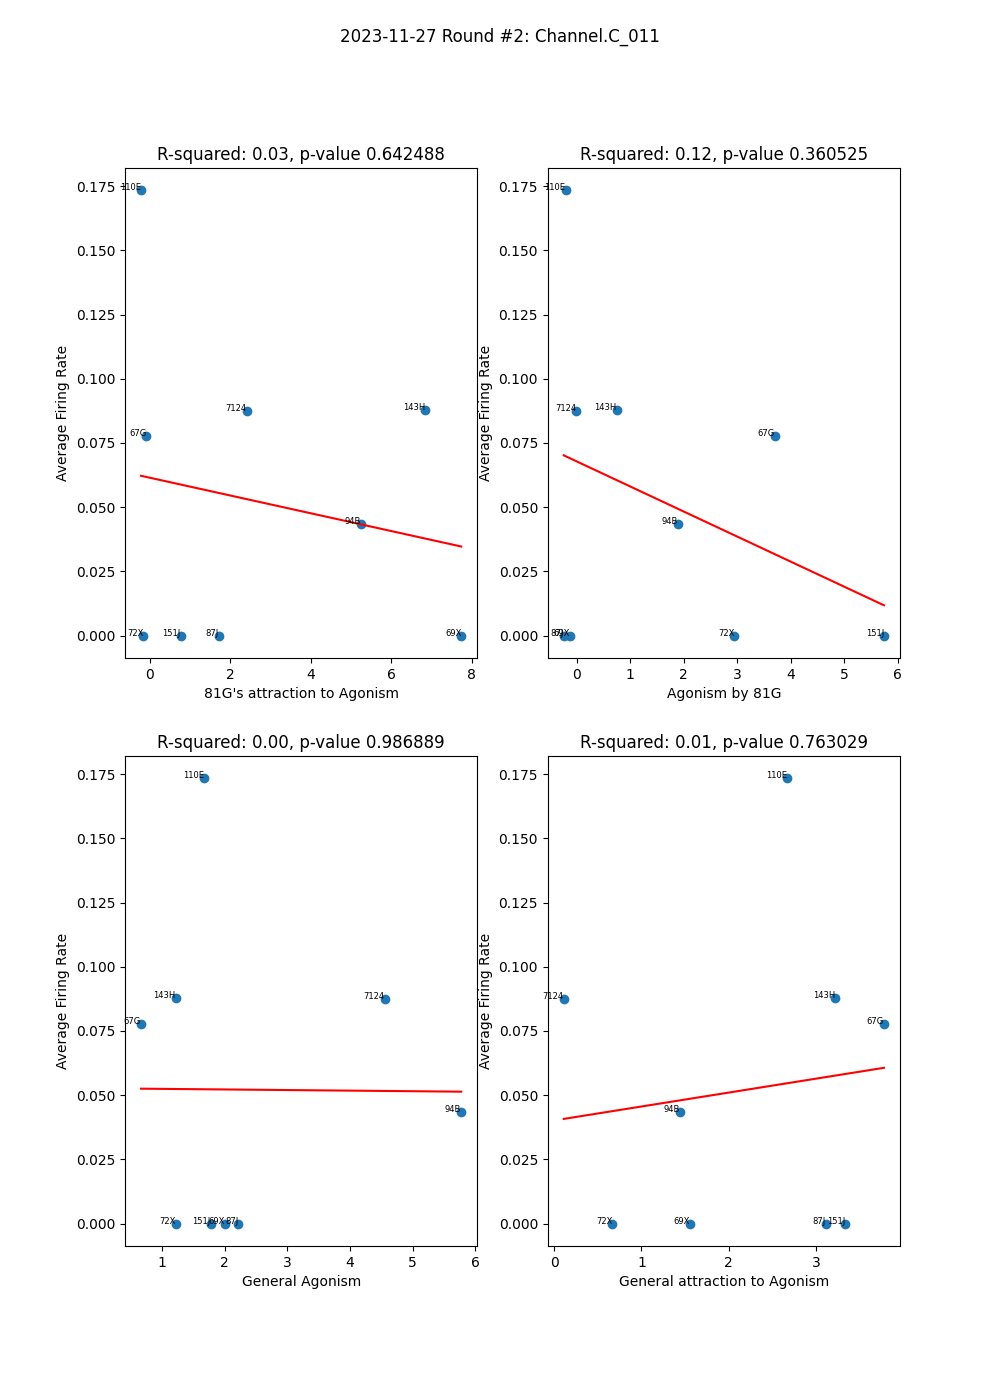 2023-11-27 Round #2: Channel.C_011
R-squared: 0.03, p-value 0.642488
0.175
0.150
0.125
0.100
0.075
0.050
0.025
0.000
Average Firing Rate
110E
7124
143H
67G
94B
72X
151J
87J
69X
0
2
4
6
8
81G's attraction to Agonism
R-squared: 0.12, p-value 0.360525
0.175
0.150
0.125
0.100
0.075
0.050
0.025
0.000
Average Firing Rate
110E
7124
143H
67G
94B
87J
69X
72X
151J
0
1
2
3
4
5
6
Agonism by 81G
R-squared: 0.00, p-value 0.986889
0.175
0.150
0.125
0.100
0.075
0.050
0.025
0.000
Average Firing Rate
110E
143H
7124
67G
94B
72X
151J
69X
87J
1
2
3
4
5
6
General Agonism
R-squared: 0.01, p-value 0.763029
0.175
0.150
0.125
0.100
0.075
0.050
0.025
0.000
Average Firing Rate
110E
7124
143H
67G
94B
72X
69X
87J
151J
0
1
2
3
General attraction to Agonism